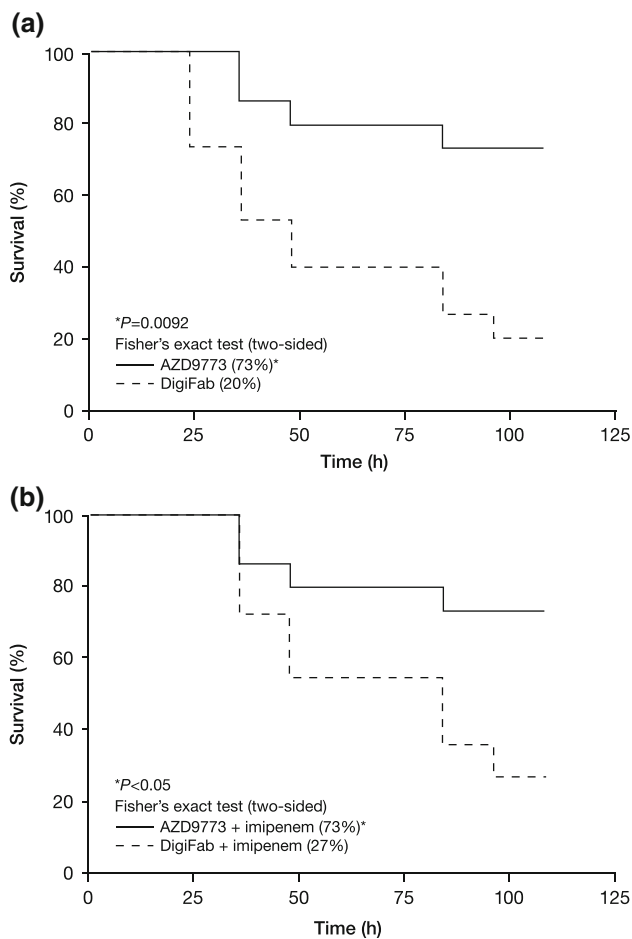 (a)
100
80
60
40
20
0
Survival (%)
*P=0.0092
Fisher's exact test (two-sided)
AZD9773 (73%)*
DigiFab (20%)
0 25 50 75 100 125
Time (h)
(b)
100
80
60
40
20
0
Survival (%)
*P<0.05
Fisher's exact test (two-sided)
AZD9773 + imipenem (73%)*
DigiFab + imipenem (27%)
0 25 50 75 100 125
Time (h)